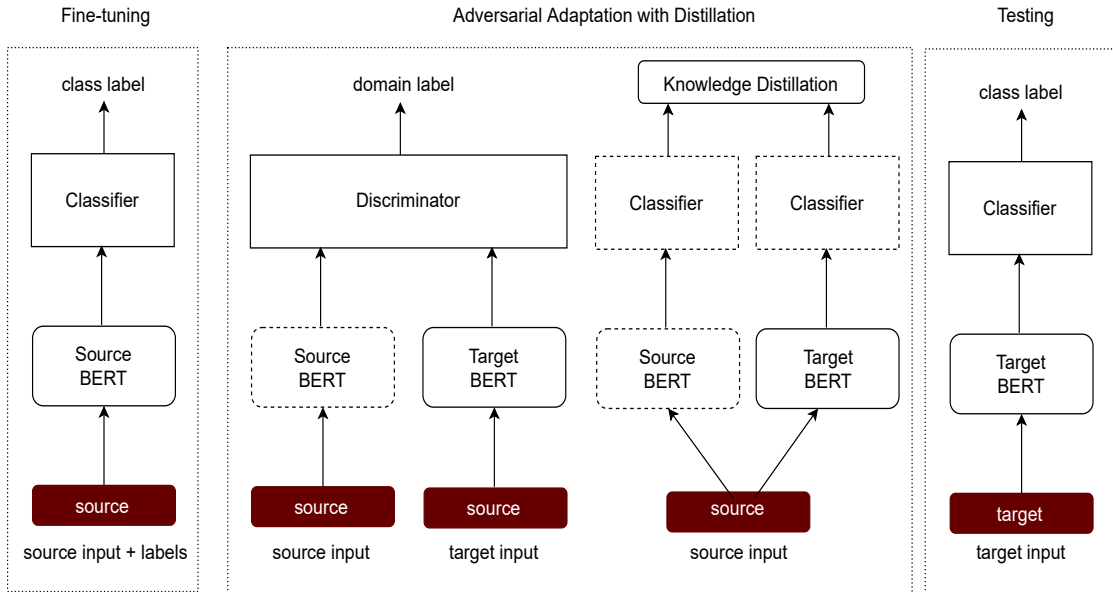 Fine-tuning
Adversarial Adaptation with Distillation
Testing
class label
Classifier
Source
BERT
source
source input + labels
domain label
Discriminator
Source
BERT
Target
BERT
source
source
source input
target input
Knowledge Distillation
Classifier
Classifier
Source
BERT
Target
BERT
source
source input
class label
Classifier
Target
BERT
target
target input